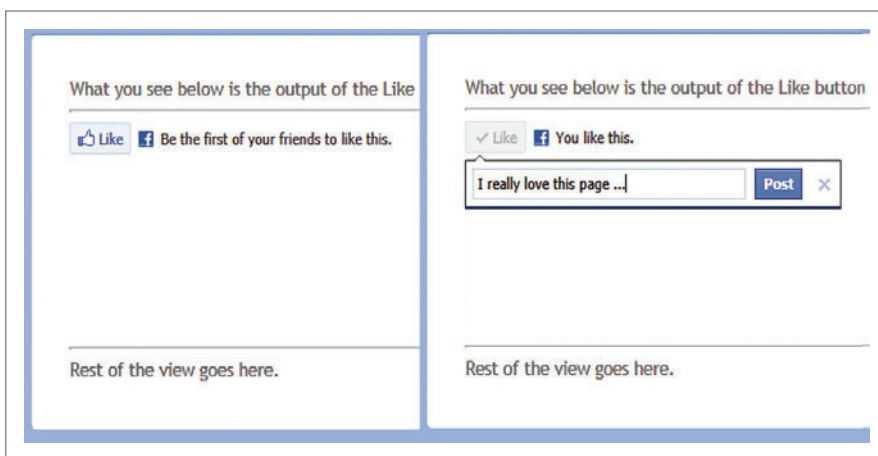 What you see below is the output of the Like
Like Be the first of your friends to like this.
Rest of the view goes here.
What you see below is the output of the Like button
Like You like this.
I really love this page ... Post
Rest of the view goes here.